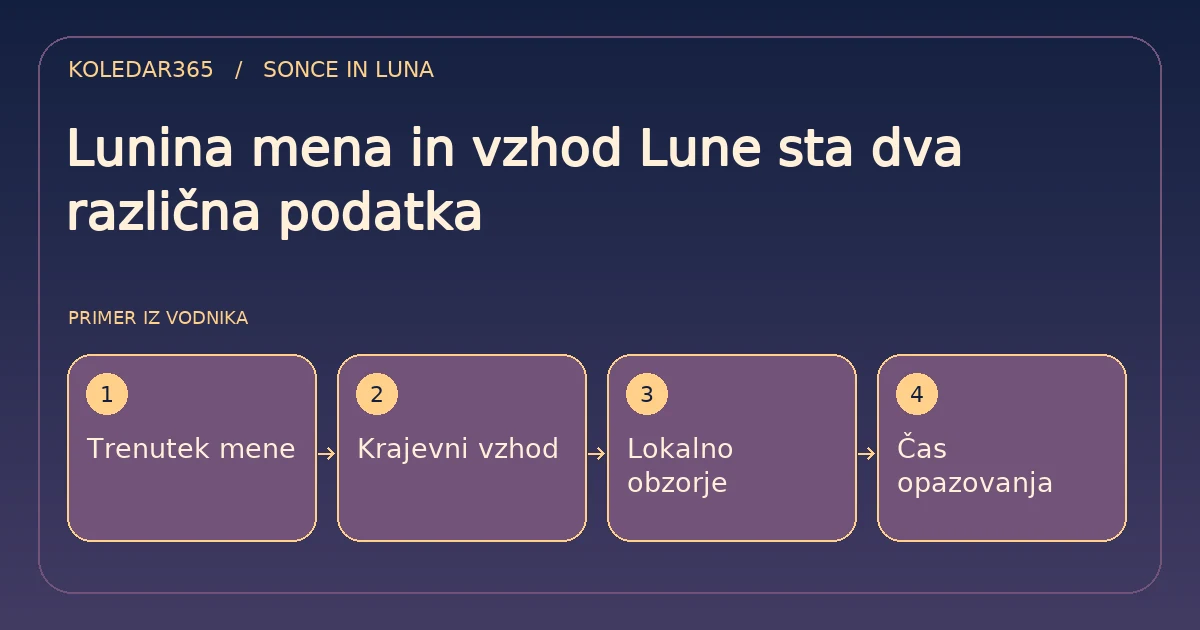 KOLEDAR365 / SONCE IN LUNA
Lunina mena in vzhod Lune sta dva
različna podatka
PRIMER IZ VODNIKA
1
Trenutek mene
2
Krajevni vzhod
3
Lokalno
obzorje
4
Čas
opazovanja